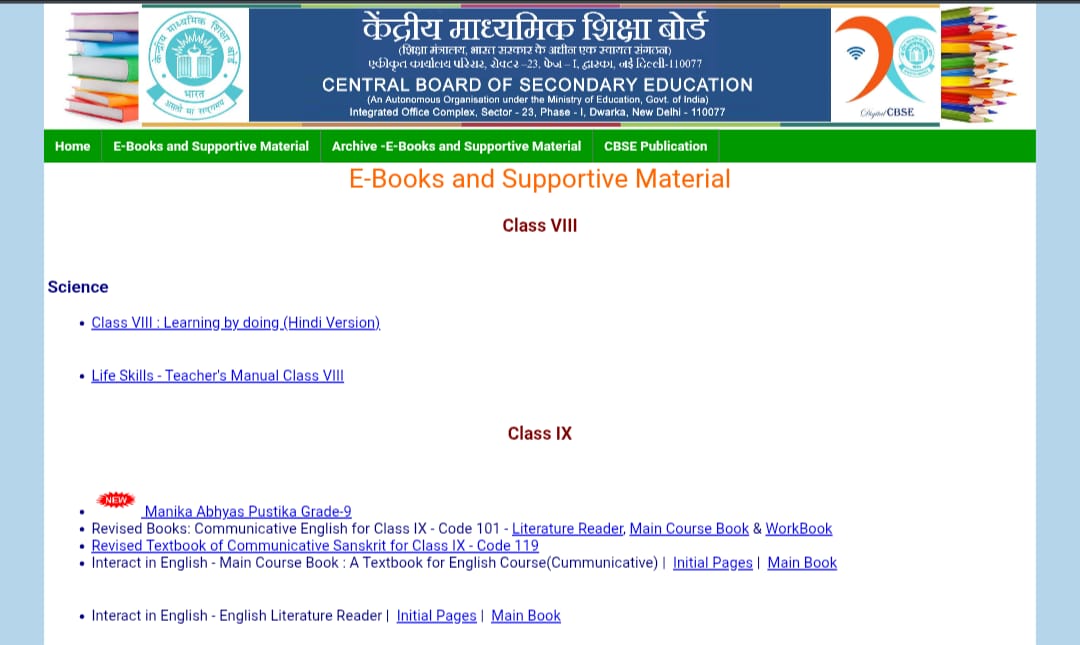 केंद्रीय माध्यमिक शिक्षा बोर्ड
(शिक्षा मंत्रालय, भारत सरकार के अधीन एक स्वायत संगठन)
एकीकृत कार्यालय परिसर, सेक्टर –23, फेज – I, द्वारका, नई दिल्ली-110077
CENTRAL BOARD OF SECONDARY EDUCATION
(An Autonomous Organisation under the Ministry of Education, Govt. of India)
Integrated Office Complex, Sector - 23, Phase - I, Dwarka, New Delhi - 110077
केन्द्रीय माध्यमिक शिक्षा बोर्ड
भारत
असतो मा सद्गमय
Digital CBSE
Home E-Books and Supportive Material Archive -E-Books and Supportive Material CBSE Publication
E-Books and Supportive Material
Class VIII
Science
• Class VIII : Learning by doing (Hindi Version)
• Life Skills - Teacher's Manual Class VIII
Class IX
NEW
• Manika Abhyas Pustika Grade-9
• Revised Books: Communicative English for Class IX - Code 101 - Literature Reader, Main Course Book & WorkBook
• Revised Textbook of Communicative Sanskrit for Class IX - Code 119
• Interact in English - Main Course Book : A Textbook for English Course(Cummunicative) | Initial Pages | Main Book
• Interact in English - English Literature Reader | Initial Pages | Main Book